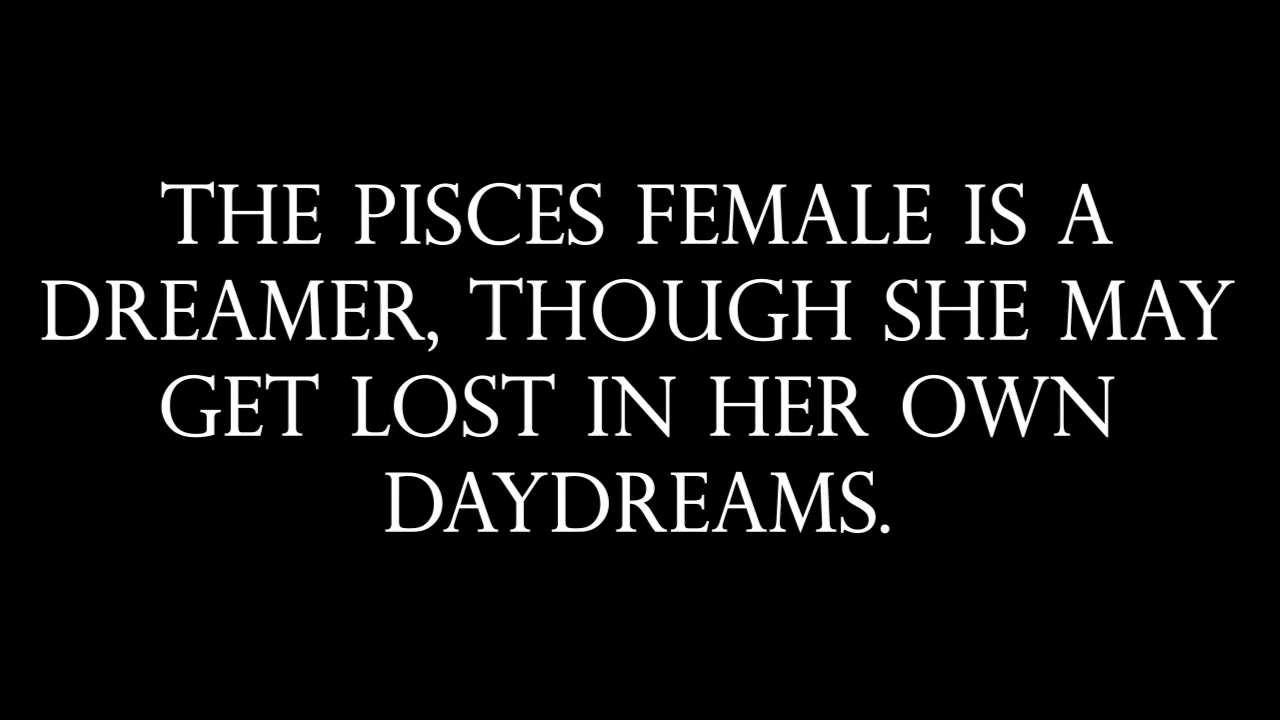 THE PISCES FEMALE IS A
DREAMER, THOUGH SHE MAY
GET LOST IN HER OWN
DAYDREAMS.